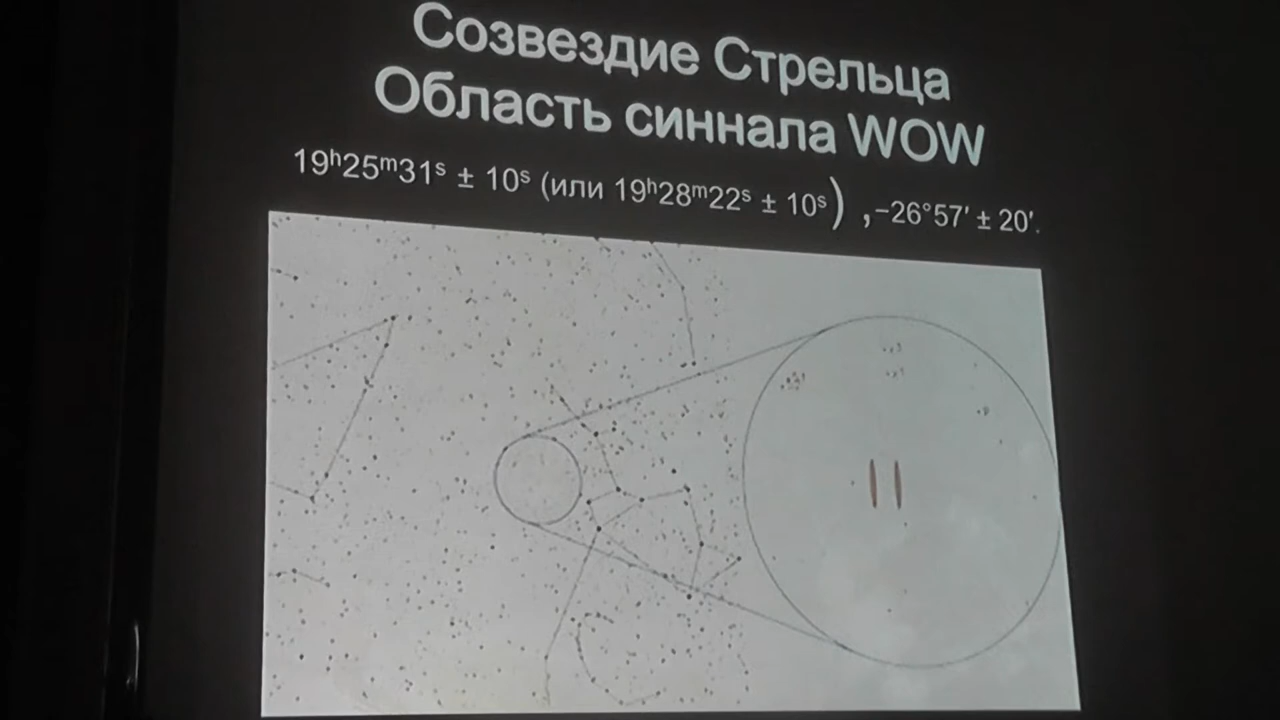 Созвездие Стрельца
Область синнала WOW
19ʰ25ᵐ31ˢ ± 10ˢ (или 19ʰ28ᵐ22ˢ ± 10ˢ) ,−26°57′ ± 20′.